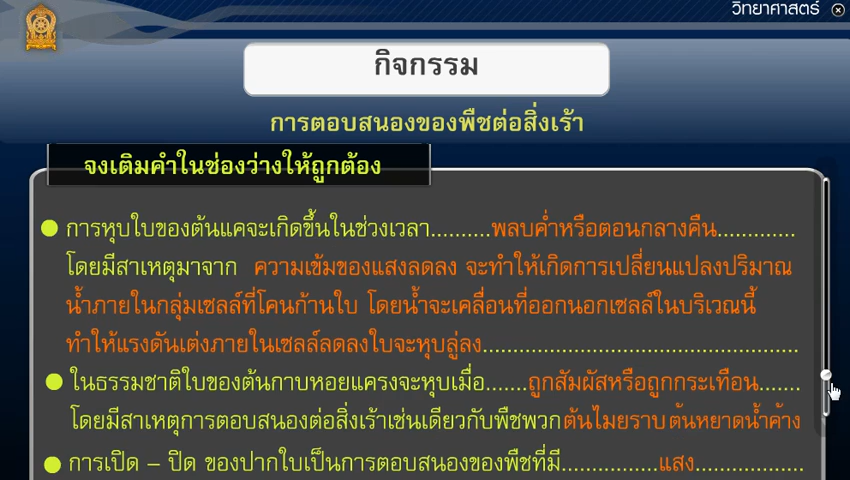 วิทยาศาสตร์
กิจกรรม
การตอบสนองของพืชต่อสิ่งเร้า
จงเติมคำในช่องว่างให้ถูกต้อง
● การหุบใบของต้นแคจะเกิดขึ้นในช่วงเวลา..........พลบค่ำหรือตอนกลางคืน.............
โดยมีสาเหตุมาจาก ความเข้มของแสงลดลง จะทำให้เกิดการเปลี่ยนแปลงปริมาณ
น้ำภายในกลุ่มเซลล์ที่โคนก้านใบ โดยน้ำจะเคลื่อนที่ออกนอกเซลล์ในบริเวณนี้
ทำให้แรงดันเต่งภายในเซลล์ลดลงใบจะหุบลู่ลง....................................................
● ในธรรมชาติใบของต้นกาบหอยแครงจะหุบเมื่อ.......ถูกสัมผัสหรือถูกกระเทือน.......
โดยมีสาเหตุการตอบสนองต่อสิ่งเร้าเช่นเดียวกับพืชพวกต้นไมยราบ ต้นหยาดน้ำค้าง
● การเปิด – ปิด ของปากใบเป็นการตอบสนองของพืชที่มี................แสง..................